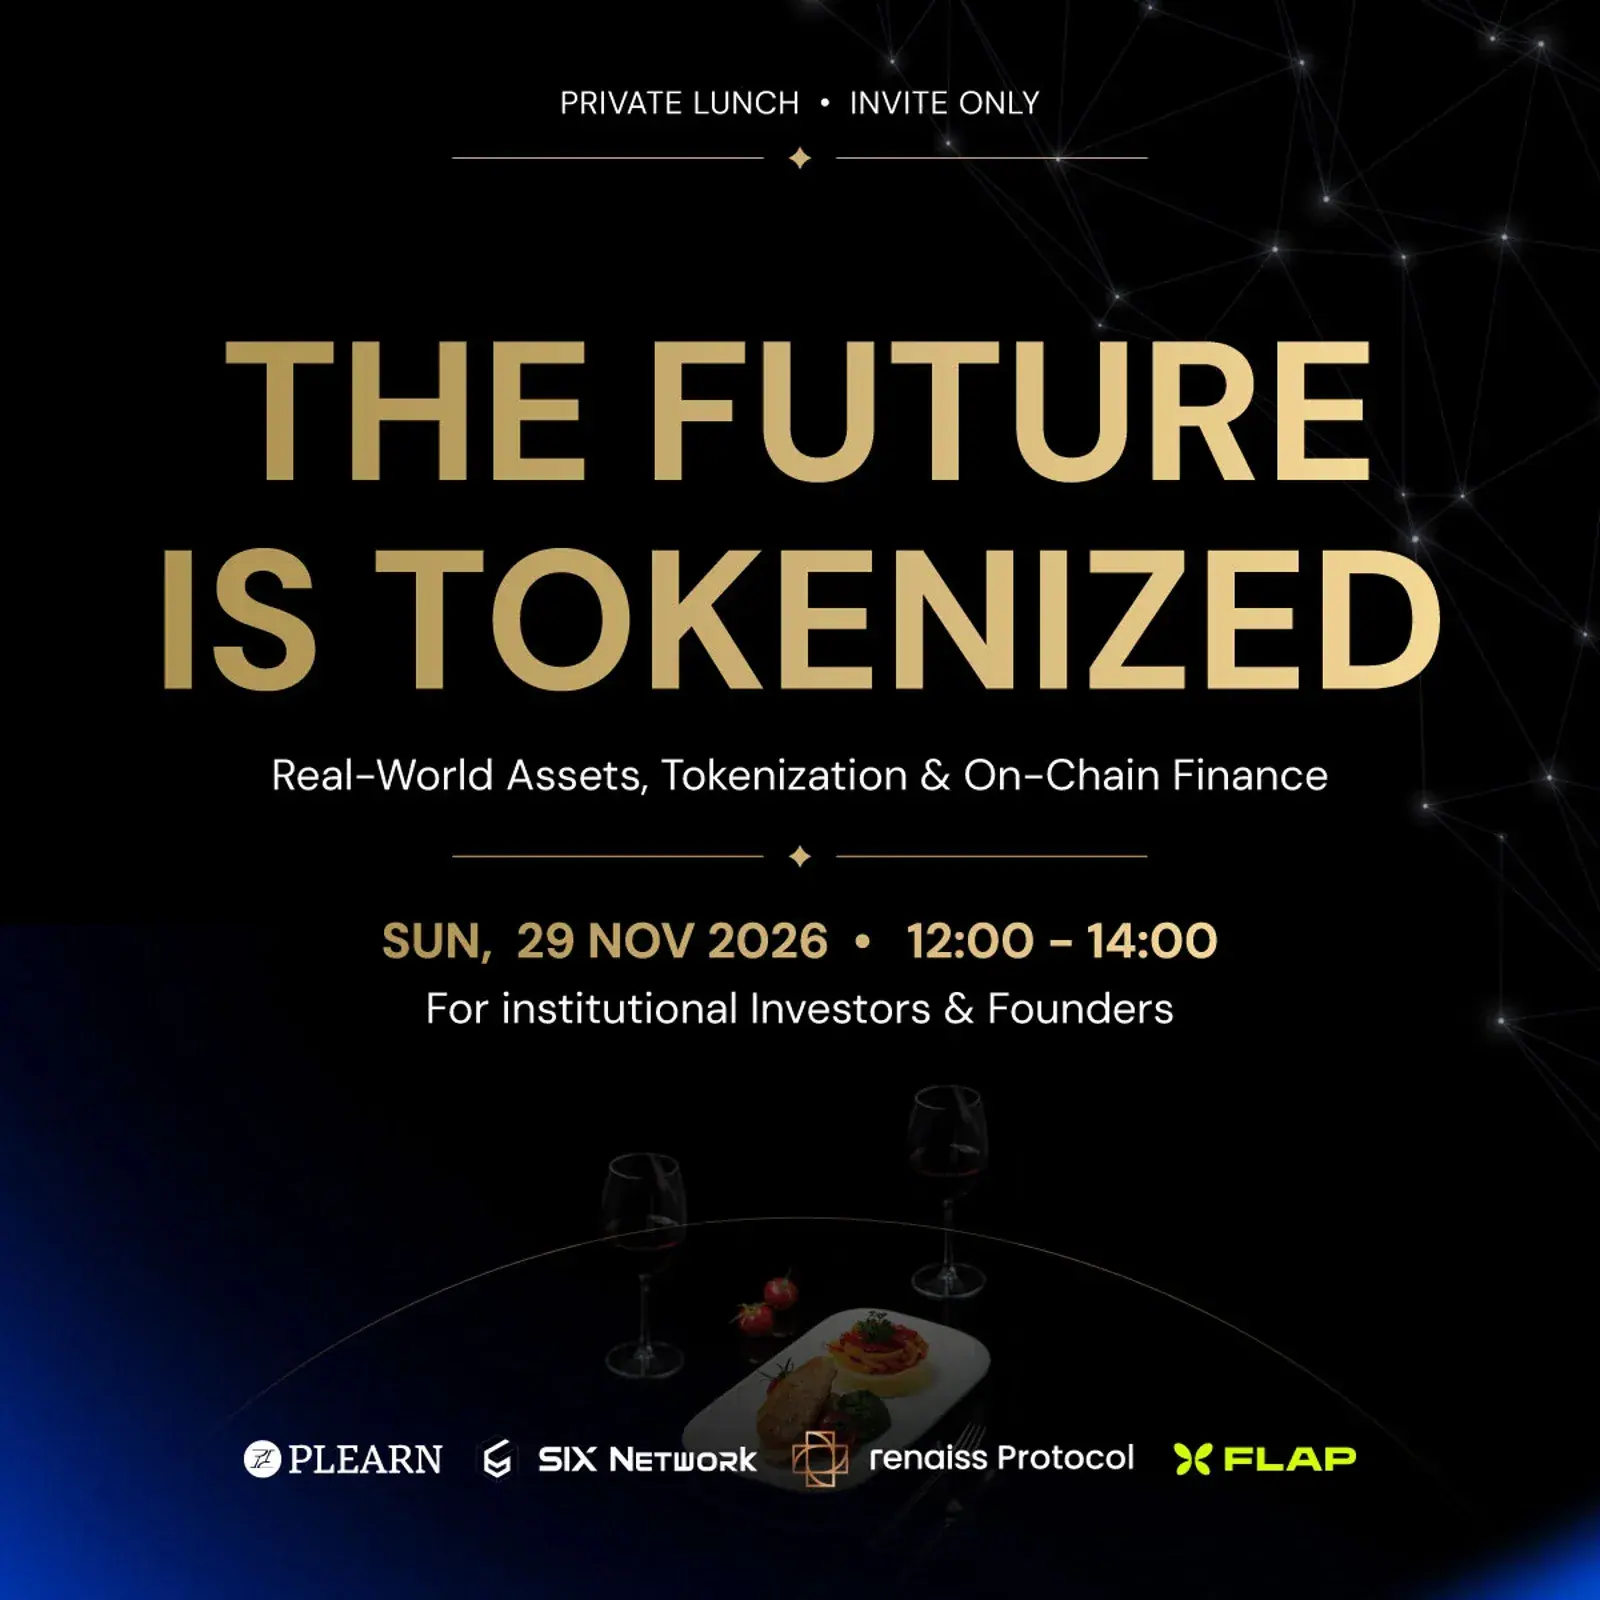 PRIVATE LUNCH • INVITE ONLY
THE FUTURE
IS TOKENIZED
Real-World Assets, Tokenization & On-Chain Finance
SUN, 29 NOV 2026 • 12:00 - 14:00
For institutional Investors & Founders
PLEARN SIX NETWORK renaiss Protocol FLAP